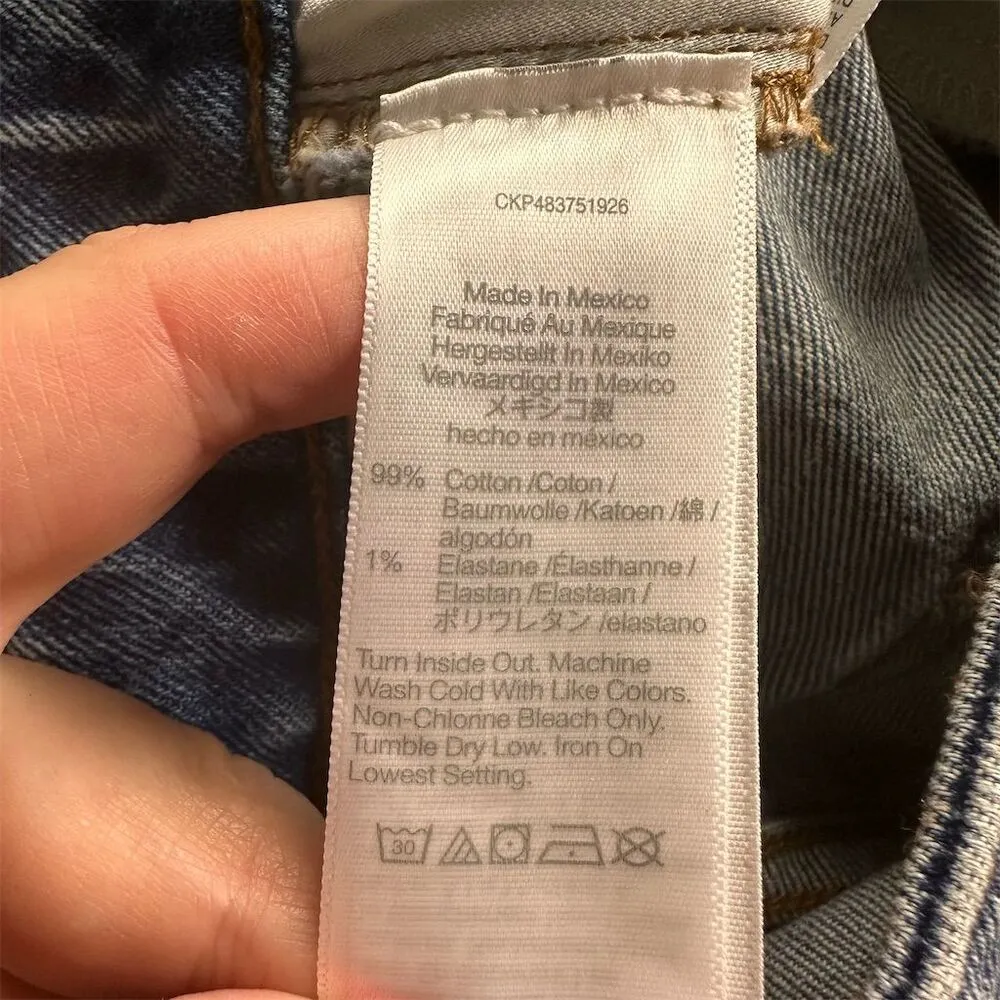 CKP483751926
Made In Mexico
Fabriqué Au Mexique
Hergestellt In Mexiko
Vervaardigd In Mexico
メキシコ製
hecho en méxico
99% Cotton /Coton /
Baumwolle /Katoen /綿 /
algodón
1% Elastane /Élasthanne /
Elastan /Elastaan /
ポリウレタン /elastano
Turn Inside Out. Machine
Wash Cold With Like Colors.
Non-Chlorine Bleach Only.
Tumble Dry Low. Iron On
Lowest Setting.
30